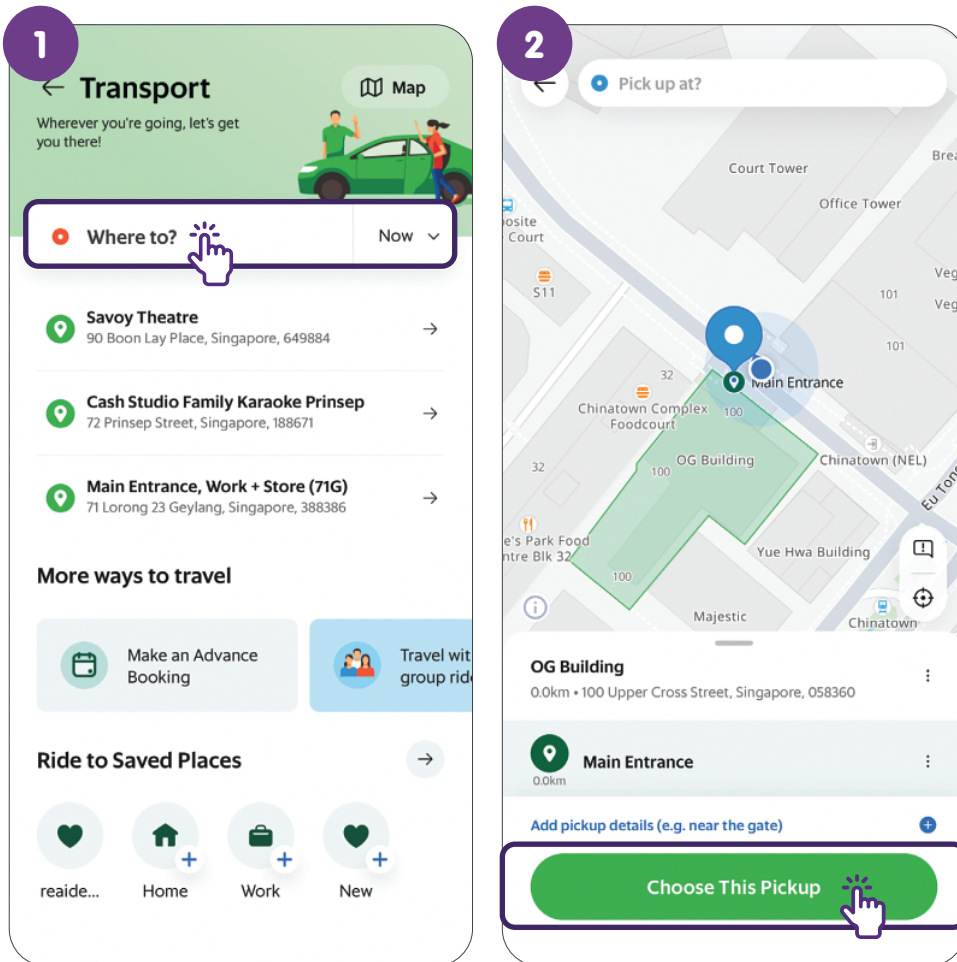 1
Transport
Map
Wherever you're going, let's get
you there!
Where to?
Now
Savoy Theatre
90 Boon Lay Place, Singapore, 649884
Cash Studio Family Karaoke Prinsep
72 Prinsep Street, Singapore, 188671
Main Entrance, Work + Store (71G)
71 Lorong 23 Geylang, Singapore, 388386
More ways to travel
Make an Advance
Booking
Travel wit
group rid
Ride to Saved Places
reaide...
Home
Work
New
2
Pick up at?
Court Tower
Brea
Office Tower
posite
Court
S11
Veg
101
Veg
101
32
Main Entrance
Chinatown Complex
Foodcourt
100
32
100
OG Building
Chinatown (NEL)
Eu Tong
e's Park Food
ntre Blk 32
Yue Hwa Building
100
Majestic
Chinatown
OG Building
0.0km • 100 Upper Cross Street, Singapore, 058360
Main Entrance
0.0km
Add pickup details (e.g. near the gate)
Choose This Pickup